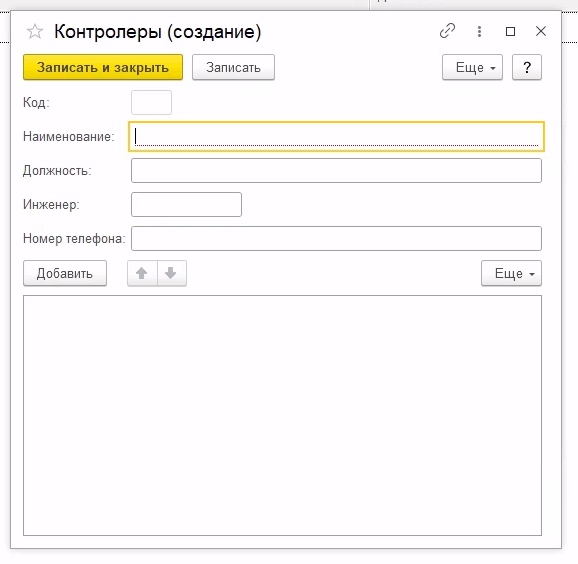 Контролеры (создание)
Записать и закрыть Записать Еще ?
Код:
Наименование:
Должность:
Инженер:
Номер телефона:
Добавить Еще